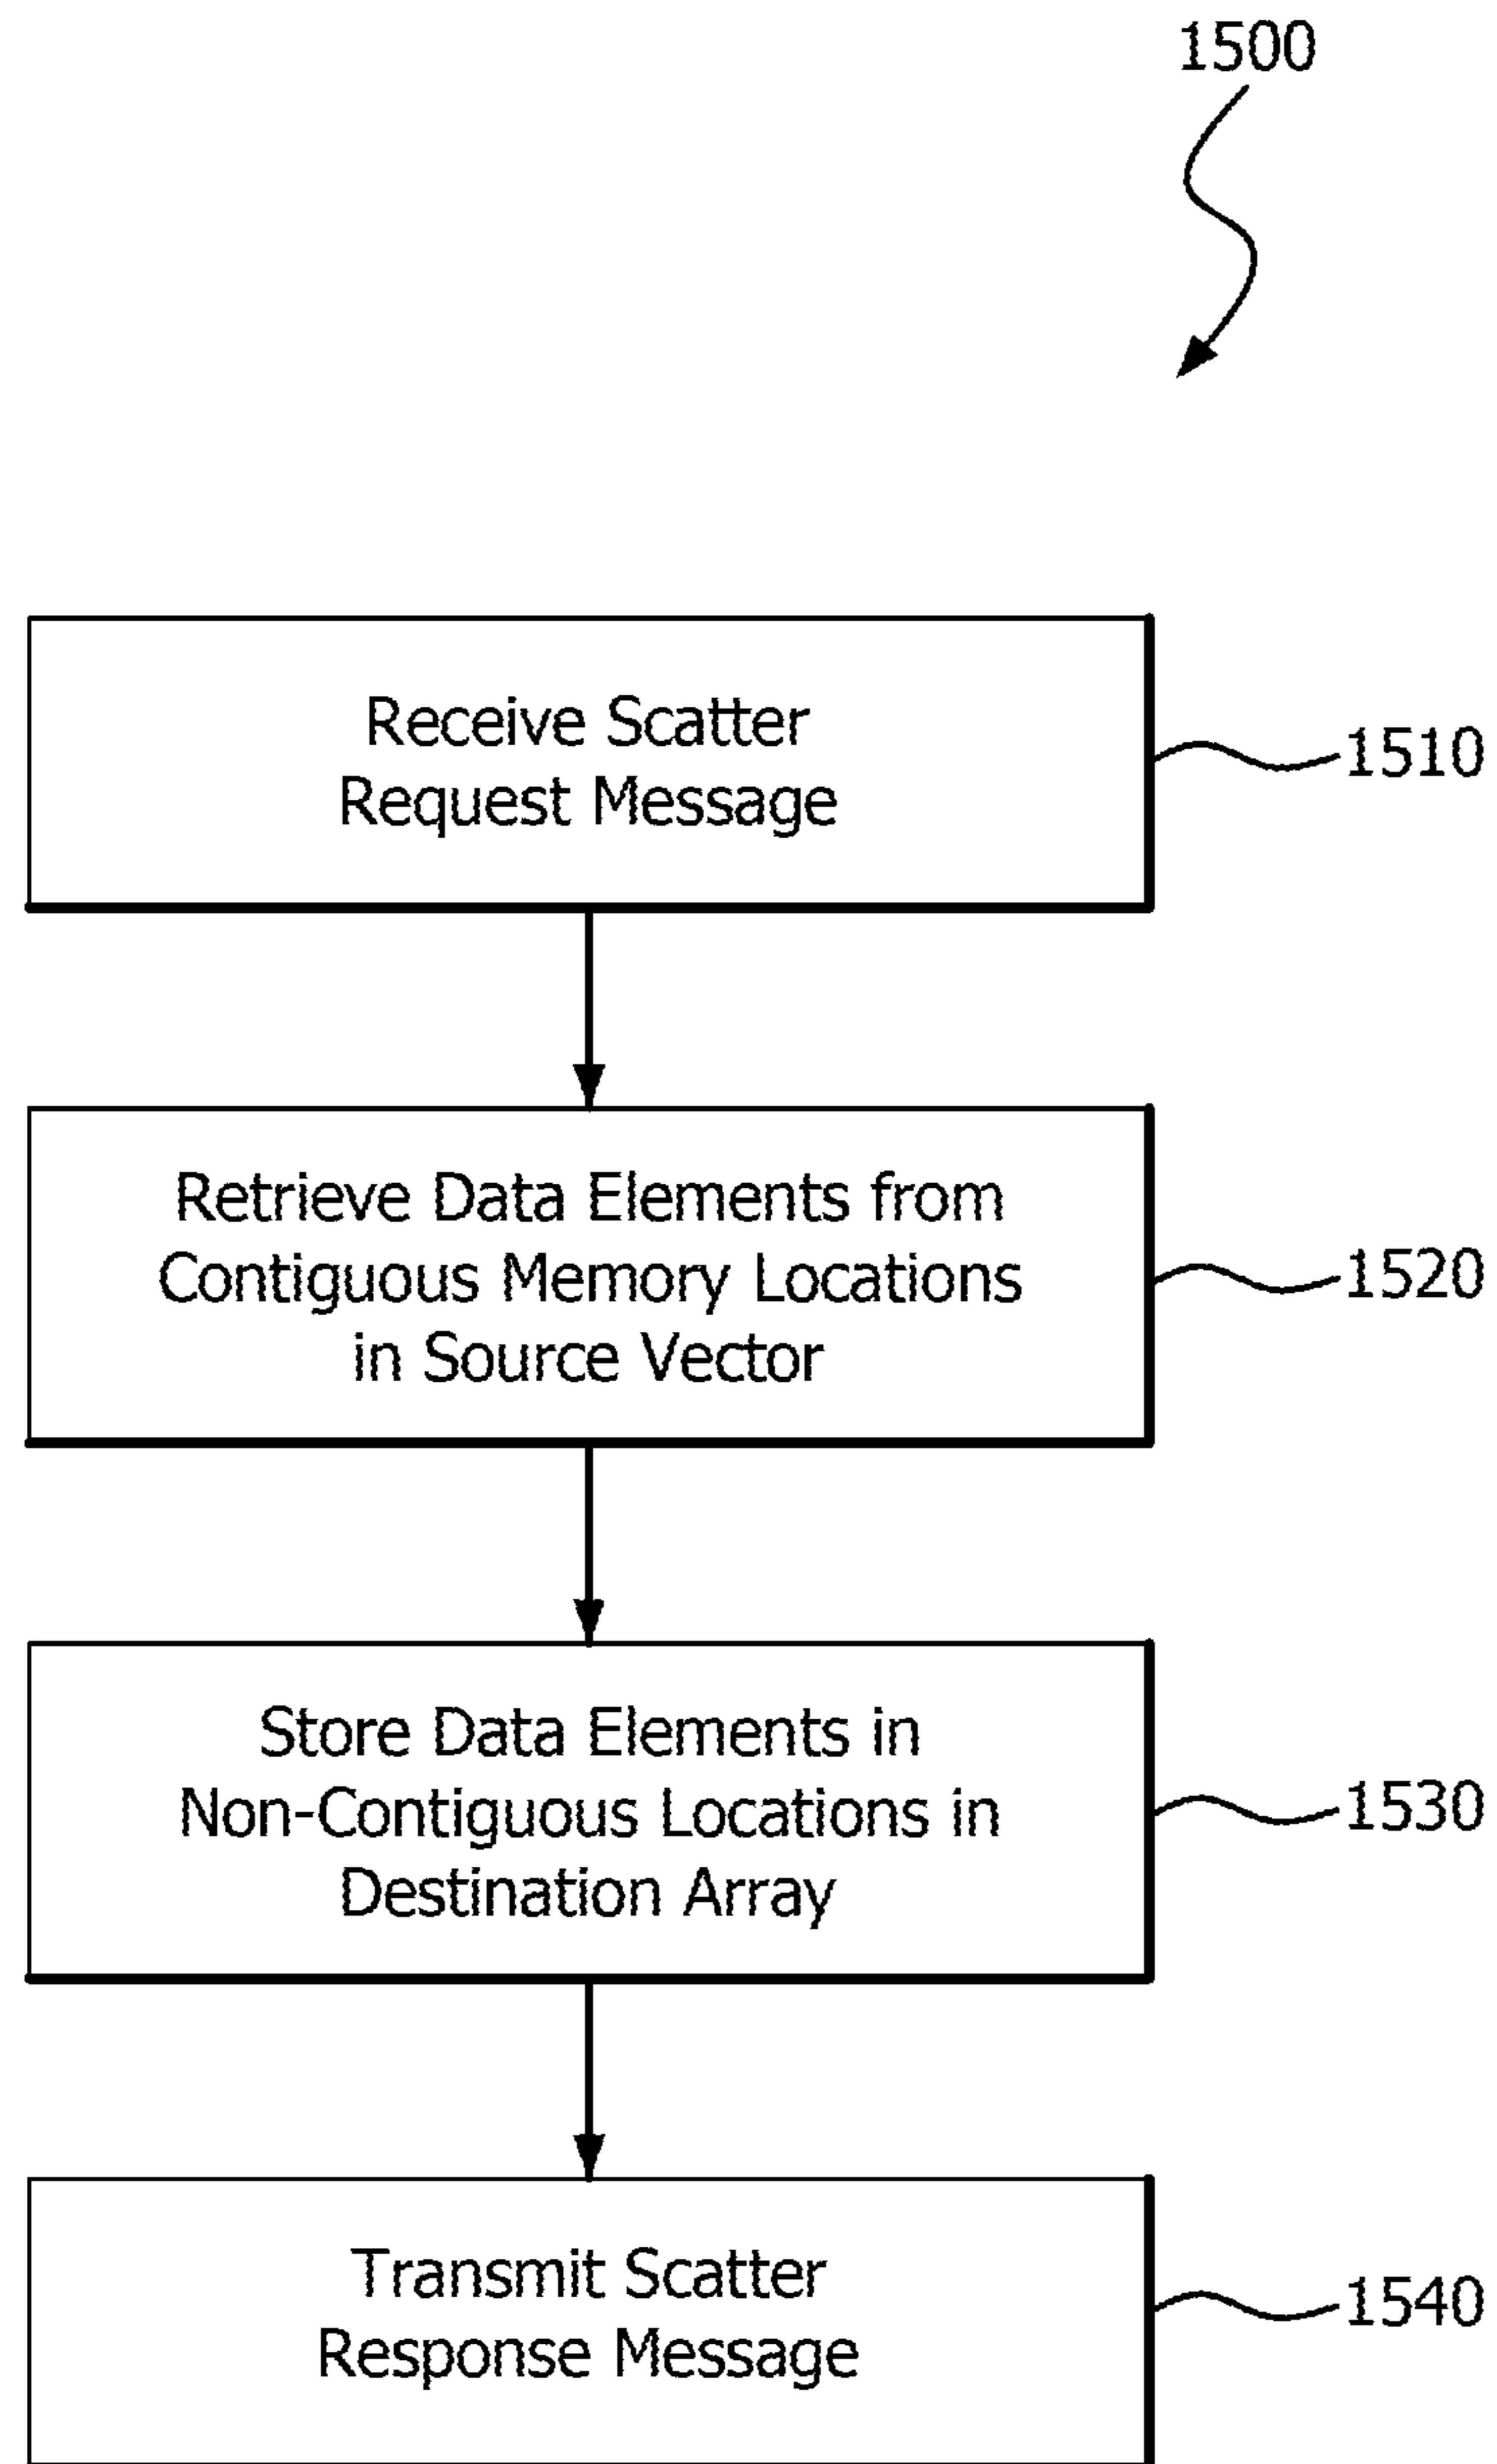 1500
Receive Scatter
Request Message
1510
Retrieve Data Elements from
Contiguous Memory Locations
in Source Vector
1520
Store Data Elements in
Non-Contiguous Locations in
Destination Array
1530
Transmit Scatter
Response Message
1540